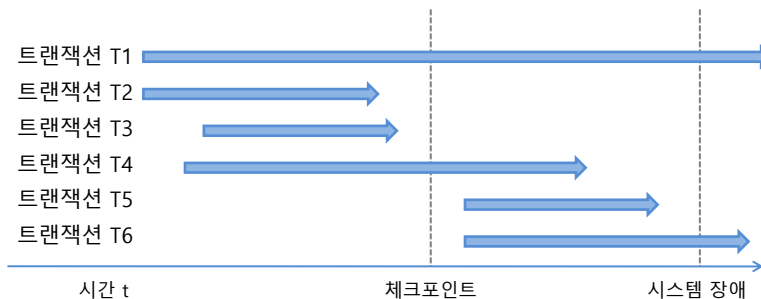 트랜잭션 T1
트랜잭션 T2
트랜잭션 T3
트랜잭션 T4
트랜잭션 T5
트랜잭션 T6
시간 t 체크포인트 시스템 장애